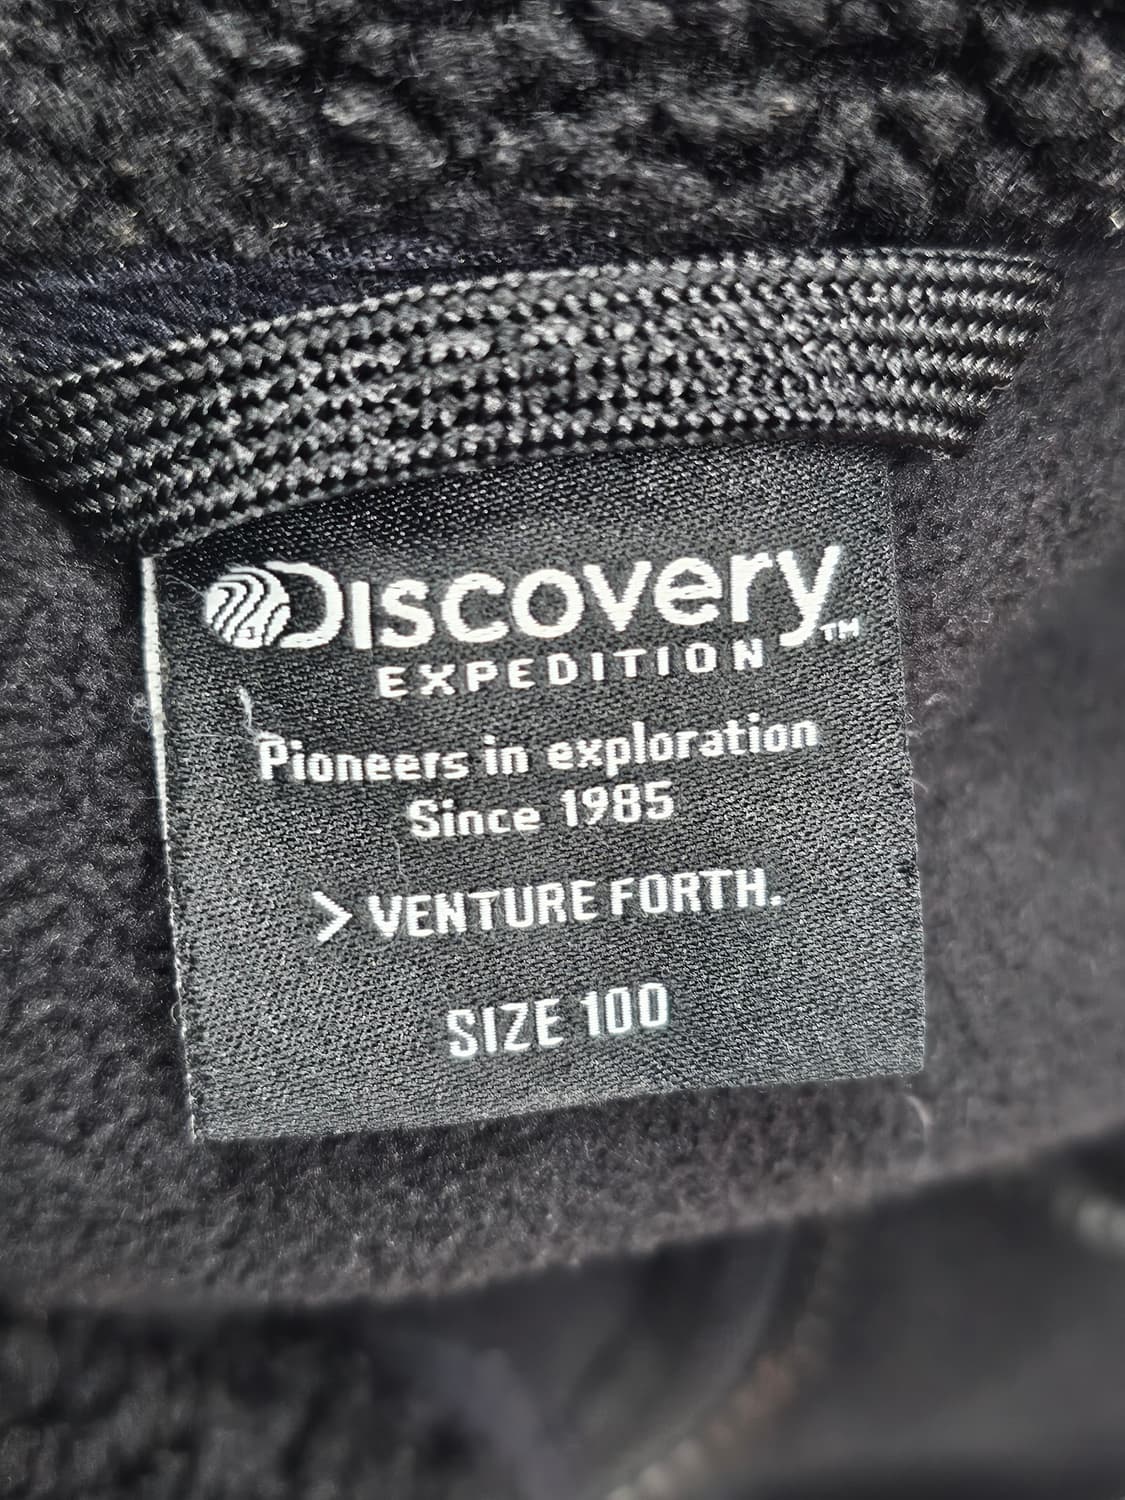 Discovery™
EXPEDITION
Pioneers in exploration
Since 1985
> VENTURE FORTH.
SIZE 100